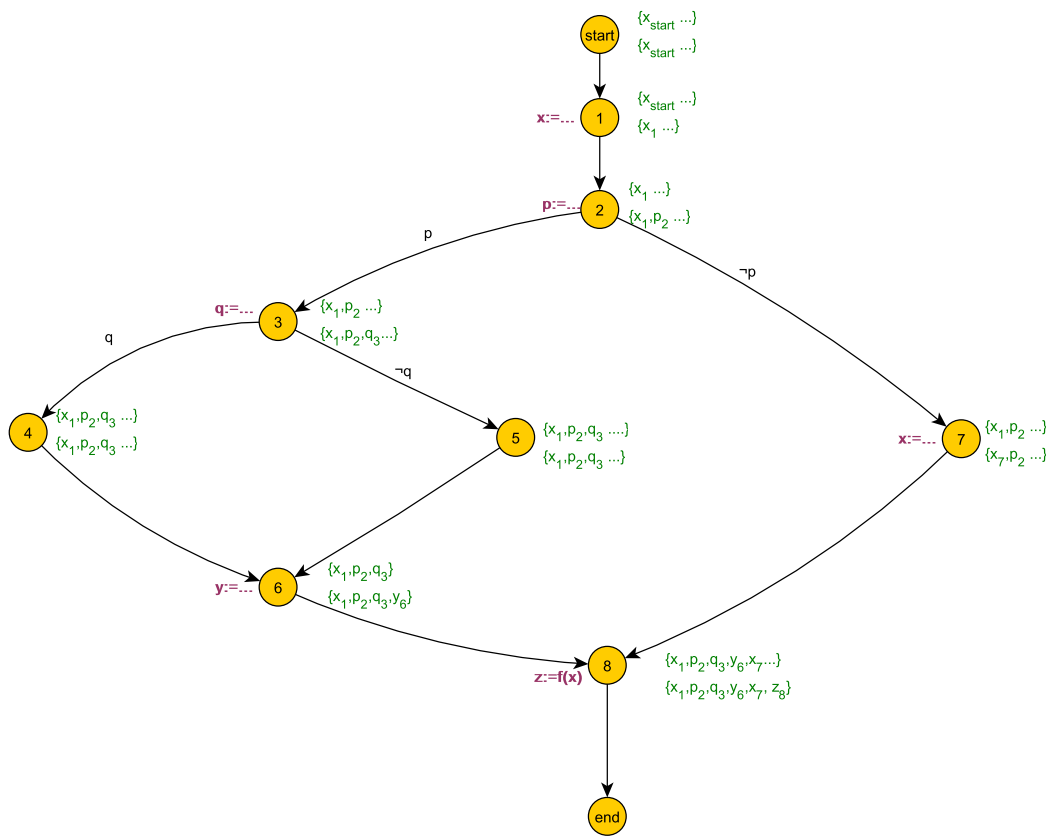 start
{x_start ...}
{x_start ...}
x:=...
1
{x_start ...}
{x_1 ...}
p:=...
2
{x_1 ...}
{x_1,p_2 ...}
p
¬p
q:=...
3
{x_1,p_2 ...}
{x_1,p_2,q_3...}
q
¬q
4
{x_1,p_2,q_3 ...}
{x_1,p_2,q_3 ...}
5
{x_1,p_2,q_3 ....}
{x_1,p_2,q_3 ...}
x:=...
7
{x_1,p_2 ...}
{x_7,p_2 ...}
y:=...
6
{x_1,p_2,q_3}
{x_1,p_2,q_3,y_6}
z:=f(x)
8
{x_1,p_2,q_3,y_6,x_7...}
{x_1,p_2,q_3,y_6,x_7, z_8}
end